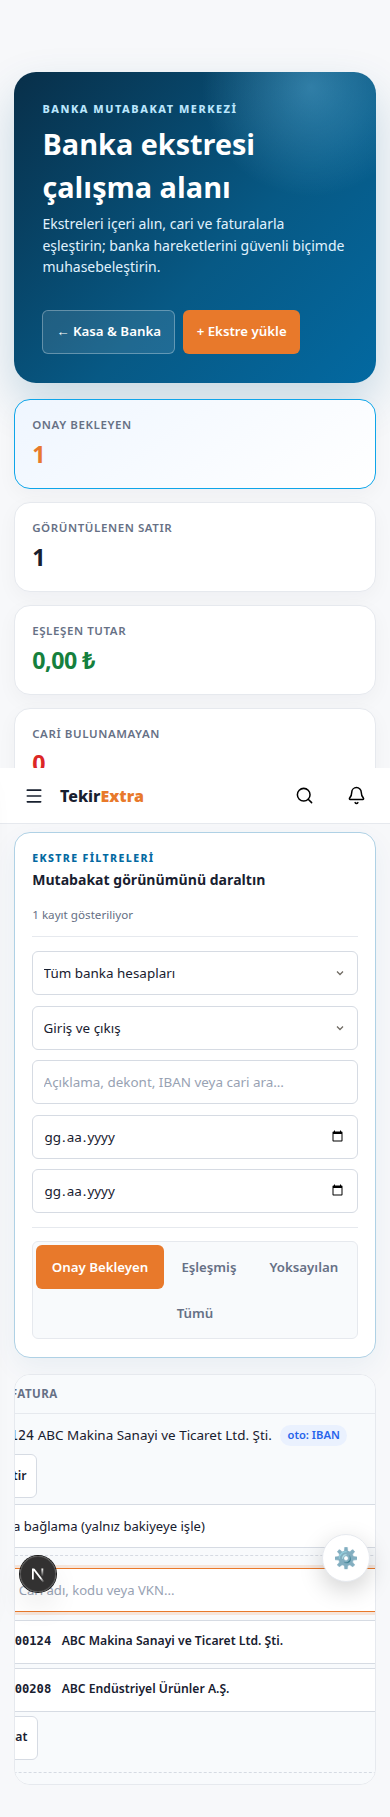 BANKA MUTABAKAT MERKEZİ
Banka ekstresi
çalışma alanı
Ekstreleri içeri alın, cari ve faturalarla
eşleştirin; banka hareketlerini güvenli biçimde
muhasebeleştirin.
← Kasa & Banka
+ Ekstre yükle
ONAY BEKLEYEN
1
GÖRÜNTÜLENEN SATIR
1
EŞLEŞEN TUTAR
0,00 ₺
CARİ BULUNAMAYAN
0
TekirExtra
EKSTRE FİLTRELERİ
Mutabakat görünümünü daraltın
1 kayıt gösteriliyor
Tüm banka hesapları
Giriş ve çıkış
Açıklama, dekont, IBAN veya cari ara...
gg.aa.yyyy
gg.aa.yyyy
Onay Bekleyen
Eşleşmiş
Yoksayılan
Tümü
FATURA
124 ABC Makina Sanayi ve Ticaret Ltd. Şti.
oto: IBAN
tir
a bağlama (yalnız bakiyeye işle)
Cari adı, kodu veya VKN...
00124 ABC Makina Sanayi ve Ticaret Ltd. Şti.
00208 ABC Endüstriyel Ürünler A.Ş.
at